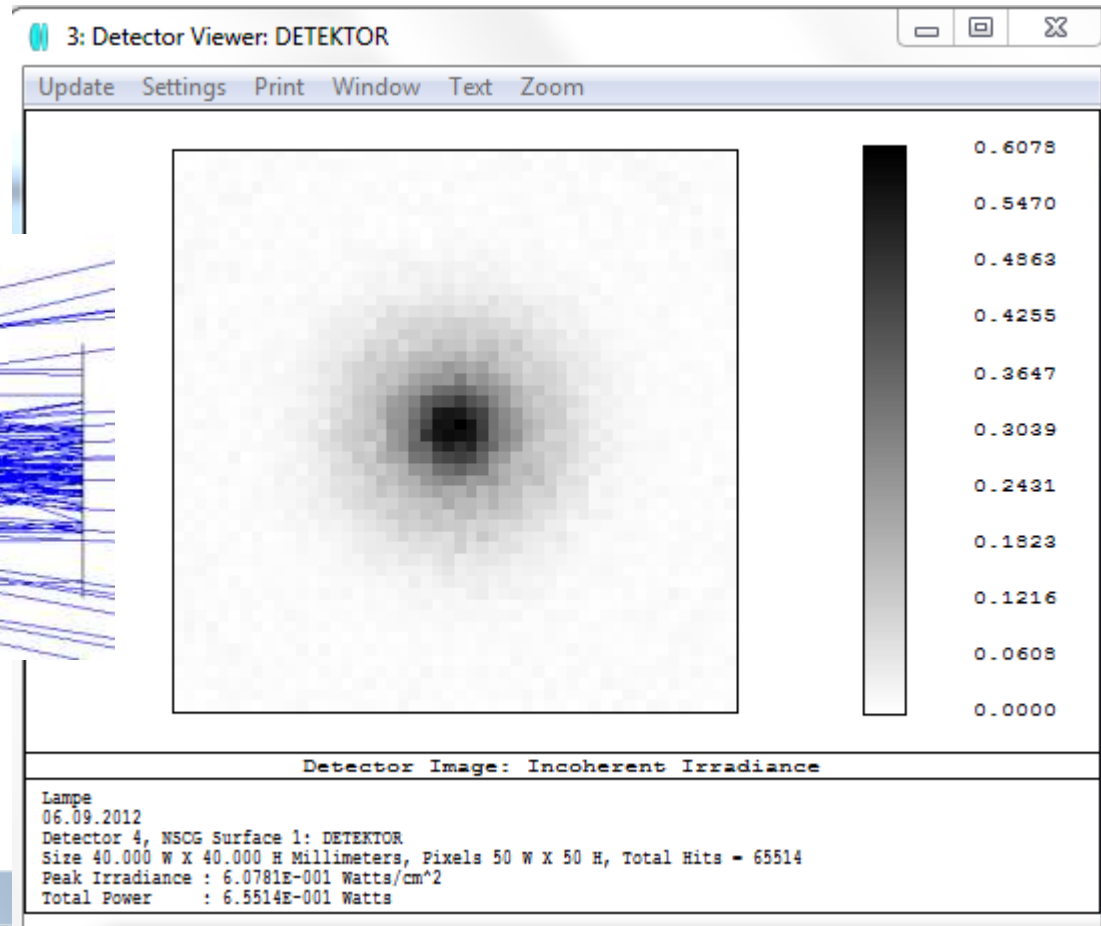 3: Detector Viewer: DETEKTOR
Update Settings Print Window Text Zoom
0.6078
0.5470
0.4863
0.4255
0.3647
0.3039
0.2431
0.1823
0.1216
0.0608
0.0000
Detector Image: Incoherent Irradiance
Lampe
06.09.2012
Detector 4, NSCG Surface 1: DETEKTOR
Size 40.000 W X 40.000 H Millimeters, Pixels 50 W X 50 H, Total Hits = 65514
Peak Irradiance : 6.0781E-001 Watts/cm^2
Total Power : 6.5514E-001 Watts